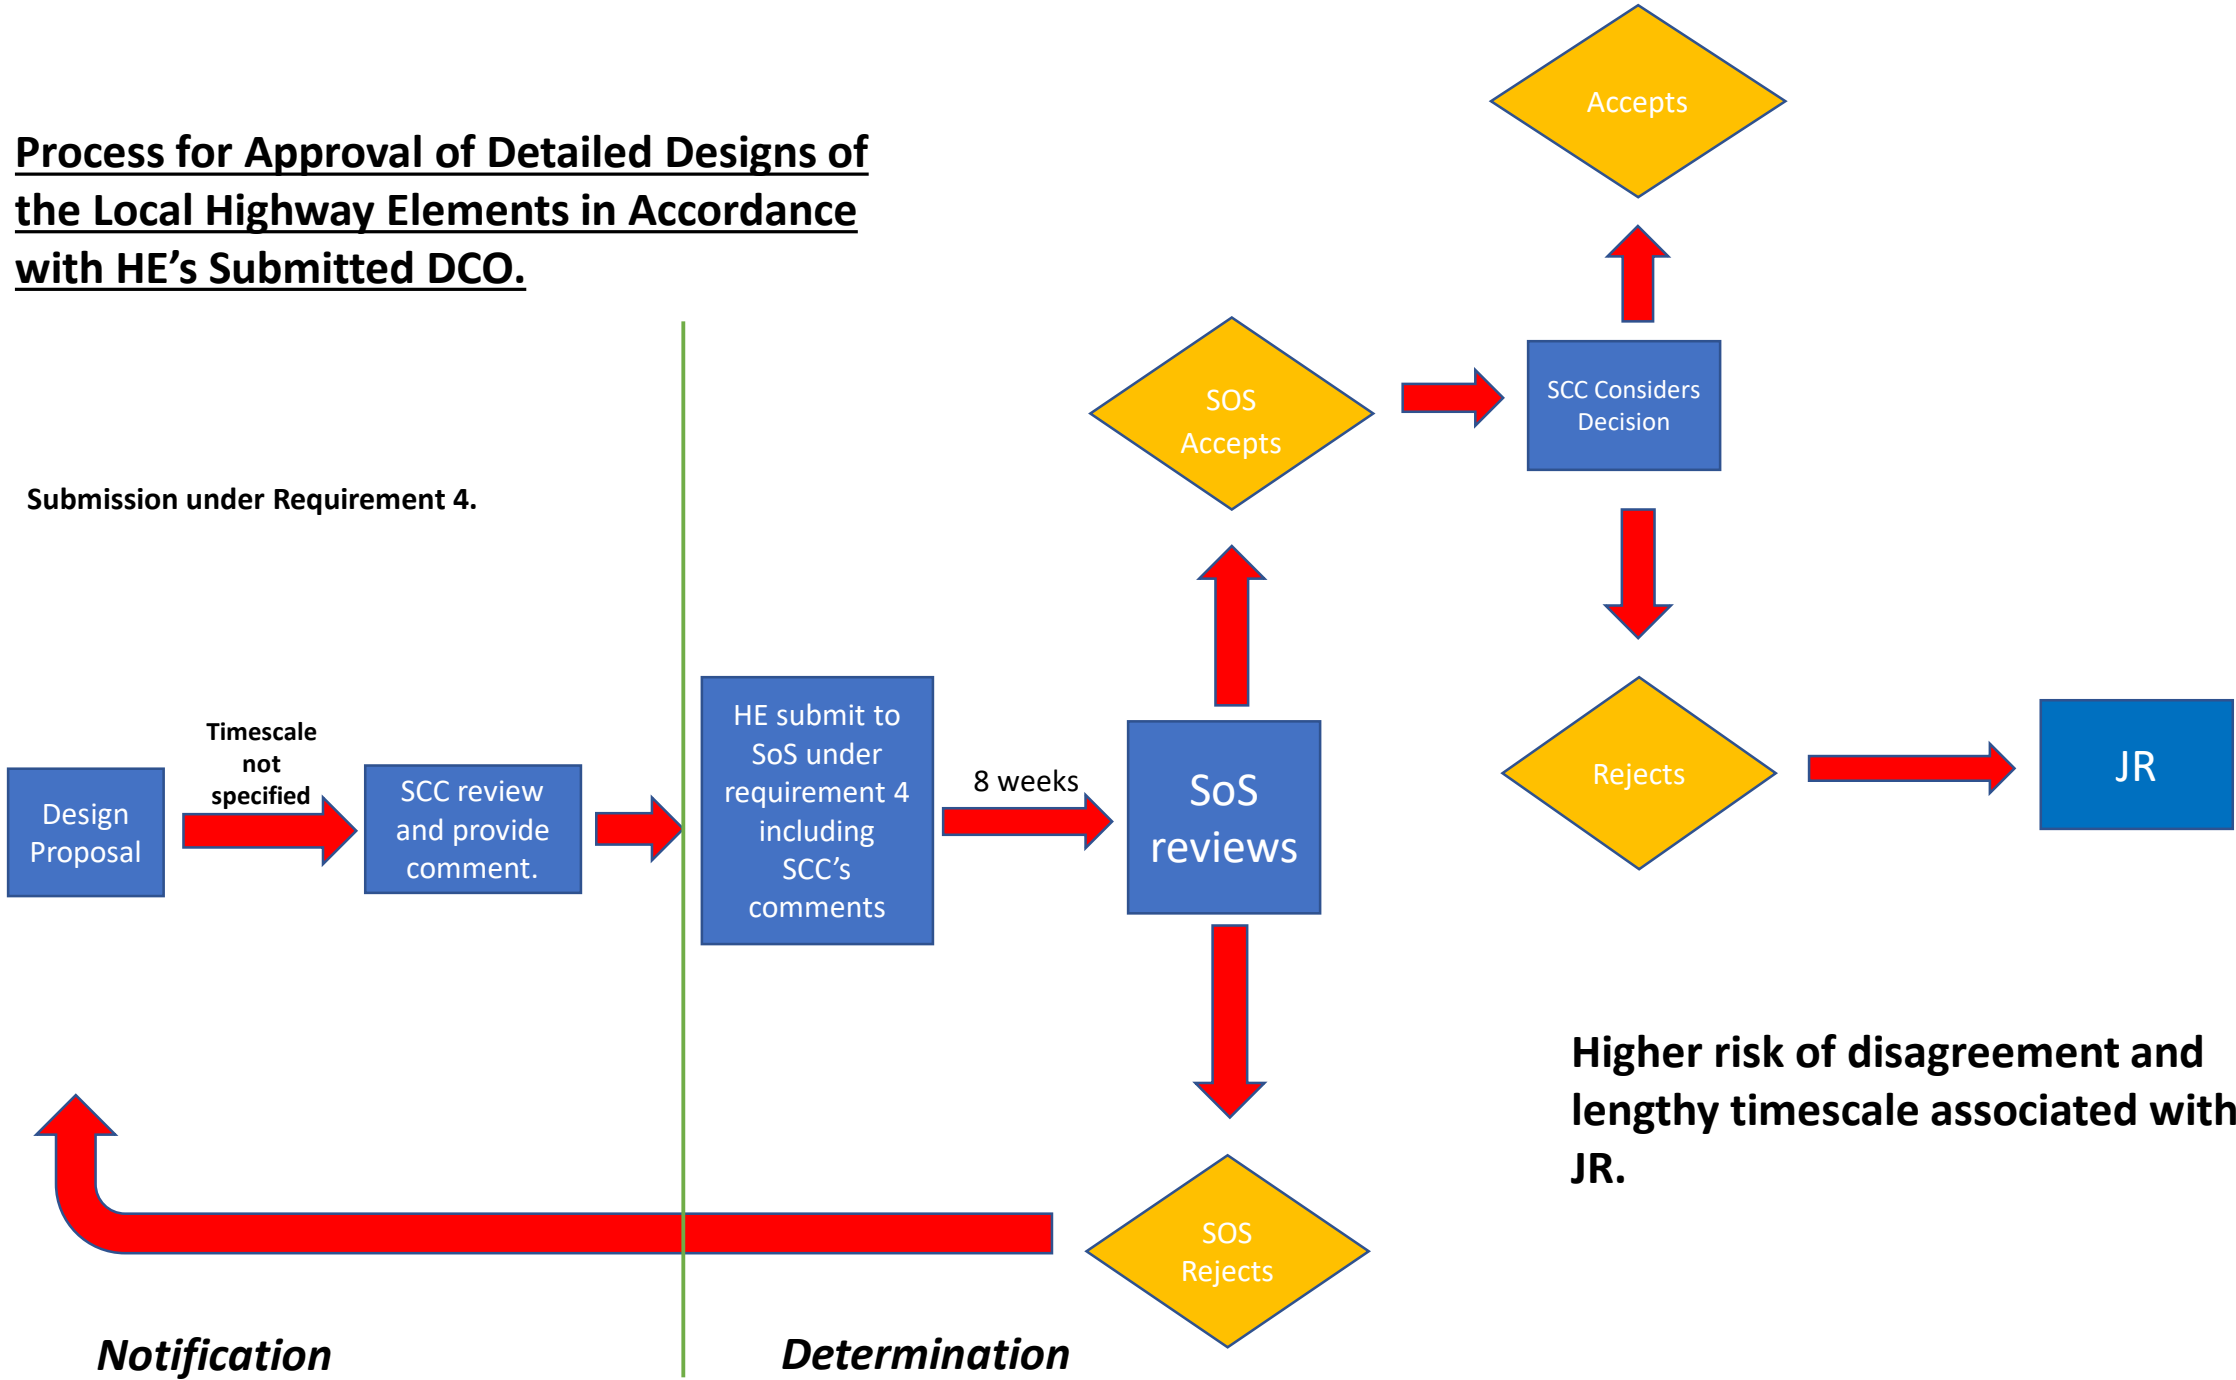 Process for Approval of Detailed Designs of
the Local Highway Elements in Accordance
with HE’s Submitted DCO.
Submission under Requirement 4.
Design
Proposal
Timescale
not
specified
SCC review
and provide
comment.
HE submit to
SoS under
requirement 4
including
SCC’s
comments
8 weeks
SoS
reviews
SOS
Accepts
SCC Considers
Decision
Accepts
Rejects
JR
SOS
Rejects
Higher risk of disagreement and
lengthy timescale associated with
JR.
Notification
Determination